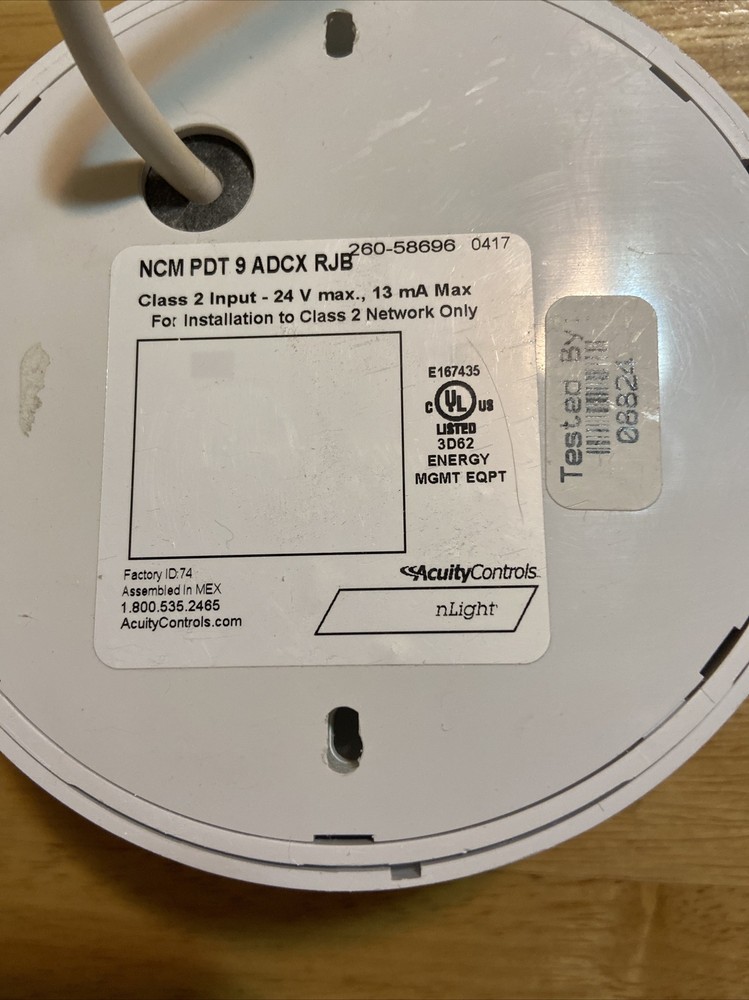 260-58696 0417
NCM PDT 9 ADCX RJB
Class 2 Input - 24 V max., 13 mA Max
For Installation to Class 2 Network Only
E167435
C UL US
LISTED
3D62
ENERGY
MGMT EQPT
Factory ID:74
Assembled In MEX
1.800.535.2465
AcuityControls.com
AcuityControls
nLight
Tested By:
08824